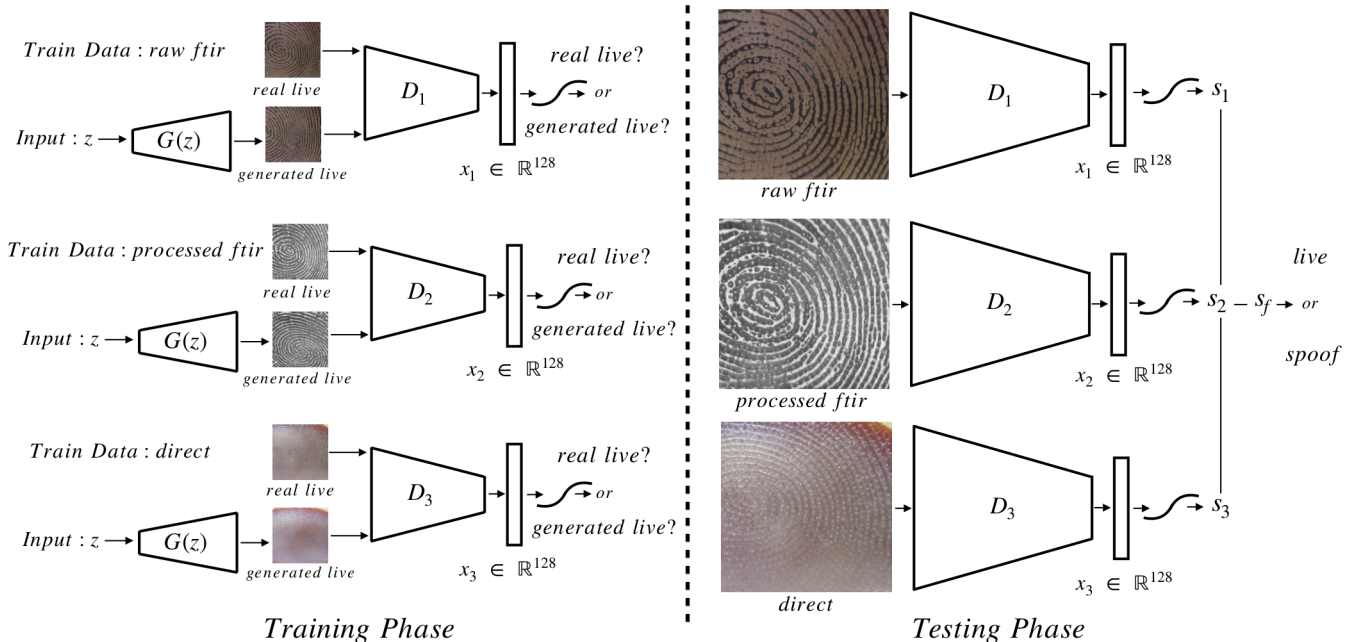 Train Data : raw ftir
real live
Input : z
G(z)
generated live
D1
real live?
or
generated live?
x1 ∈ ℝ128
Train Data : processed ftir
real live
Input : z
G(z)
generated live
D2
real live?
or
generated live?
x2 ∈ ℝ128
Train Data : direct
real live
Input : z
G(z)
generated live
D3
real live?
or
generated live?
x3 ∈ ℝ128
Training Phase
raw ftir
D1
x1 ∈ ℝ128
s1
processed ftir
D2
x2 ∈ ℝ128
s2
sf
live
or
spoof
direct
D3
x3 ∈ ℝ128
s3
Testing Phase